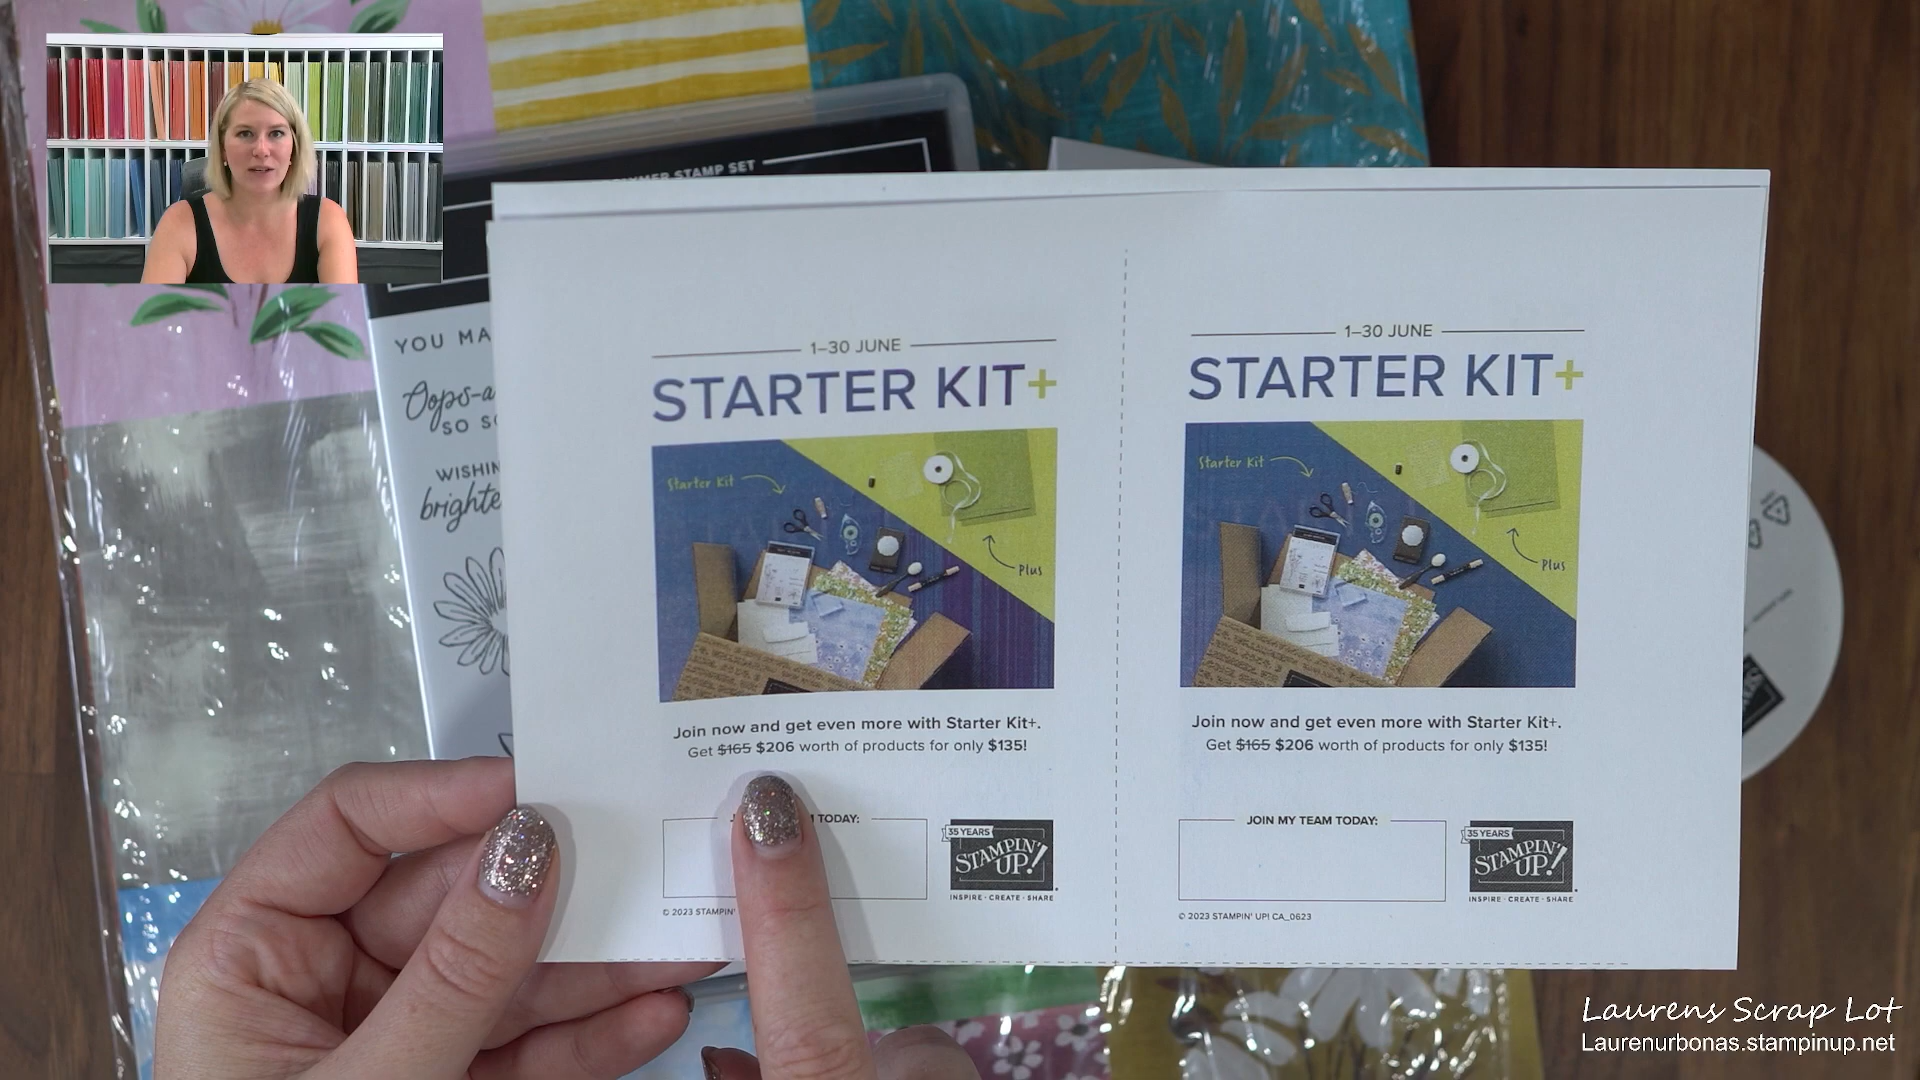 STAMP SET
YOU MA
Oops-a
SO SO
WISHIN
brighte
1–30 JUNE
STARTER KIT+
Starter Kit
Plus
Join now and get even more with Starter Kit+.
Get $165 $206 worth of products for only $135!
TODAY:
35 YEARS
STAMPIN' UP!
INSPIRE · CREATE · SHARE
© 2023 STAMPIN'
1–30 JUNE
STARTER KIT+
Starter Kit
Plus
Join now and get even more with Starter Kit+.
Get $165 $206 worth of products for only $135!
JOIN MY TEAM TODAY:
35 YEARS
STAMPIN' UP!
INSPIRE · CREATE · SHARE
© 2023 STAMPIN' UP! CA_0623
Laurens Scrap Lot
Laurenurbonas.stampinup.net